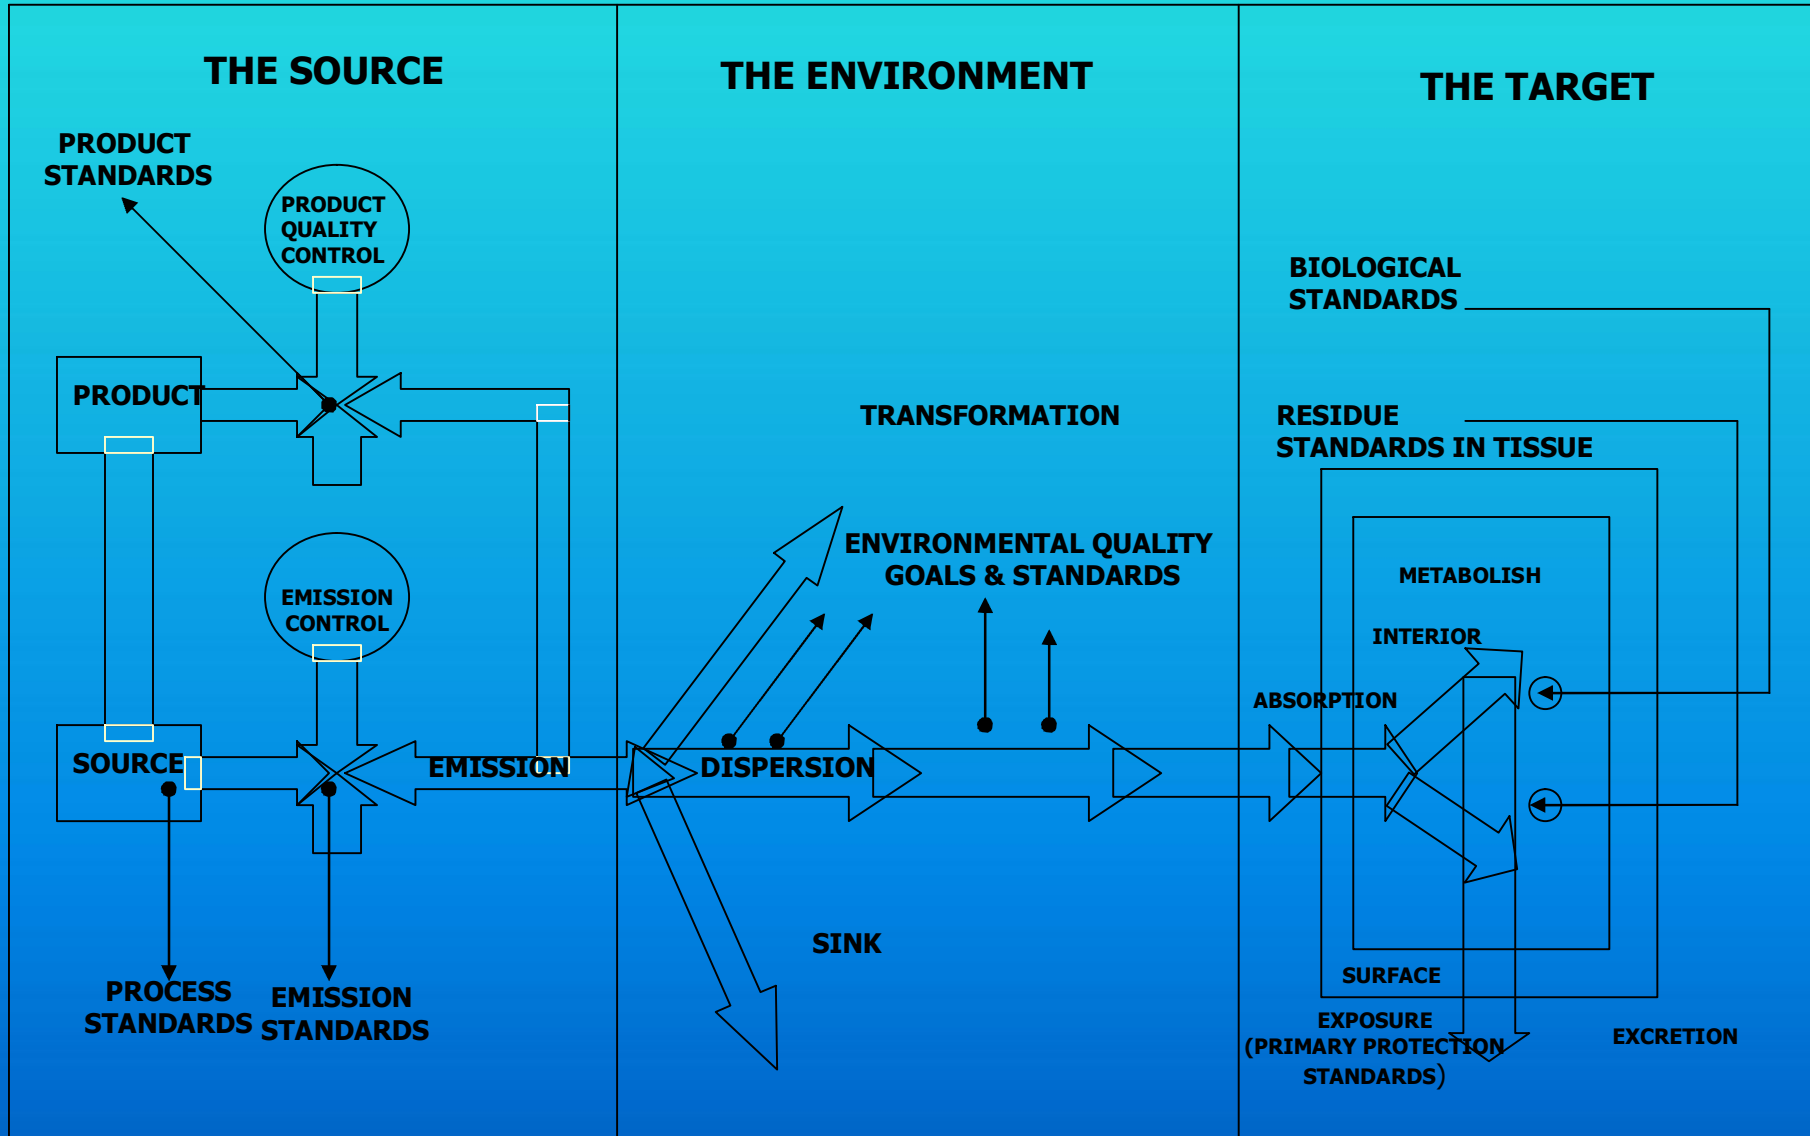 THE SOURCE
PRODUCT
STANDARDS
PRODUCT
QUALITY
CONTROL
PRODUCT
EMISSION
CONTROL
SOURCE
EMISSION
PROCESS
STANDARDS
EMISSION
STANDARDS
THE ENVIRONMENT
TRANSFORMATION
ENVIRONMENTAL QUALITY
GOALS & STANDARDS
DISPERSION
SINK
THE TARGET
BIOLOGICAL
STANDARDS
RESIDUE
STANDARDS IN TISSUE
METABOLISH
INTERIOR
ABSORPTION
SURFACE
EXPOSURE
(PRIMARY PROTECTION
STANDARDS)
EXCRETION